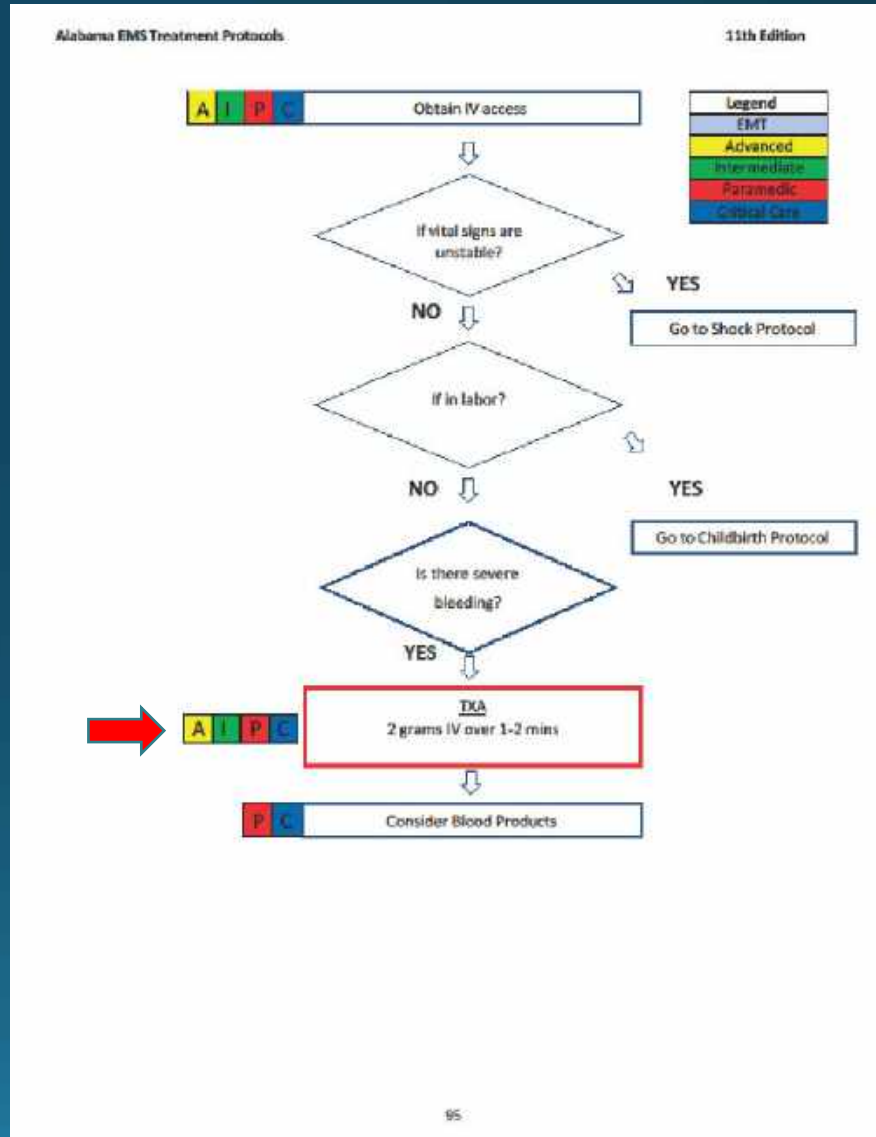 Alabama EMS Treatment Protocols 11th Edition
A I P C Obtain IV access
Legend
EMT
Advanced
Intermediate
Paramedic
Critical Care
If vital signs are
unstable?
YES
NO
Go to Shock Protocol
If in labor?
NO
YES
Go to Childbirth Protocol
Is there severe
bleeding?
YES
TXA
A I P C 2 grams IV over 1-2 mins
P C Consider Blood Products
95